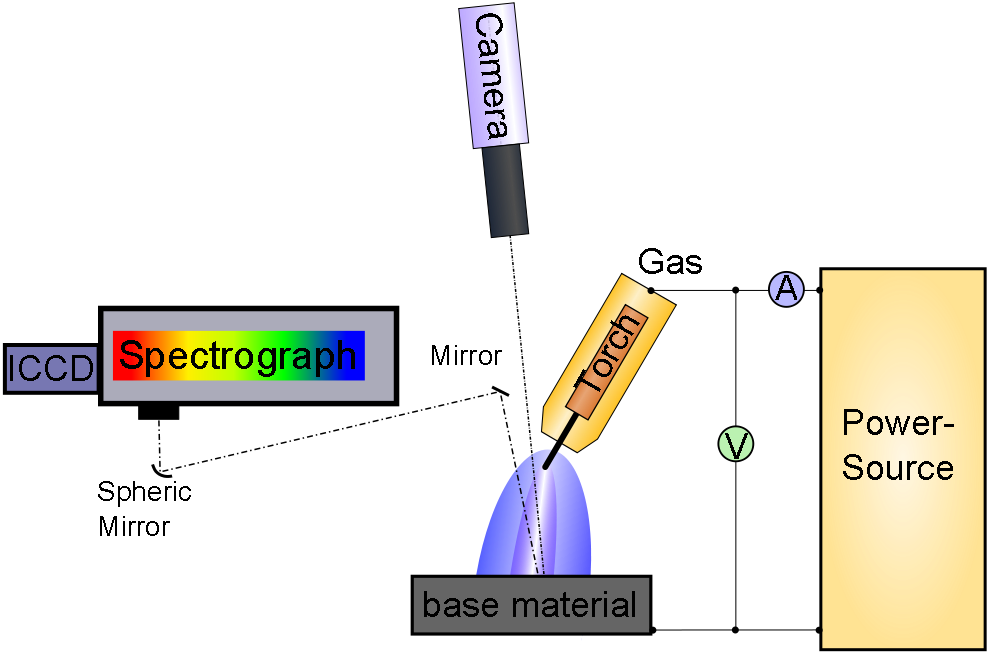 Camera
Gas
A
Torch
ICCD
Spectrograph
Mirror
V
Power-
Source
Spheric
Mirror
base material